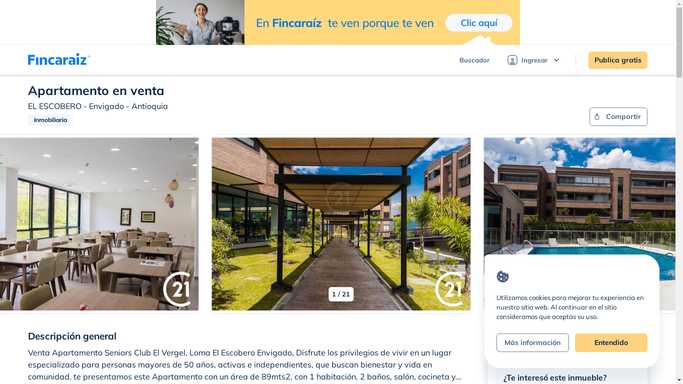 En Fincaraíz te ven porque te ven
Clic aquí
Fincaraiz
Buscador
Ingresar
Publica gratis
Apartamento en venta
EL ESCOBERO - Envigado - Antioquia
Inmobiliaria
Compartir
21
1 / 21
21
Utilizamos cookies para mejorar tu experiencia en
nuestro sitio web. Al continuar en el sitio
consideramos que aceptas su uso.
Más información
Entendido
Descripción general
Venta Apartamento Seniors Club El Vergel, Loma El Escobero Envigado, Disfrute los privilegios de vivir en un lugar
especializado para personas mayores de 50 años, activas e independientes, que buscan bienestar y vida
en comunidad, te presentamos este Apartamento con un área de 89mts2, con 1 habitación, 2 baños, salón, cocineta y...
¿Te interesó este inmueble?